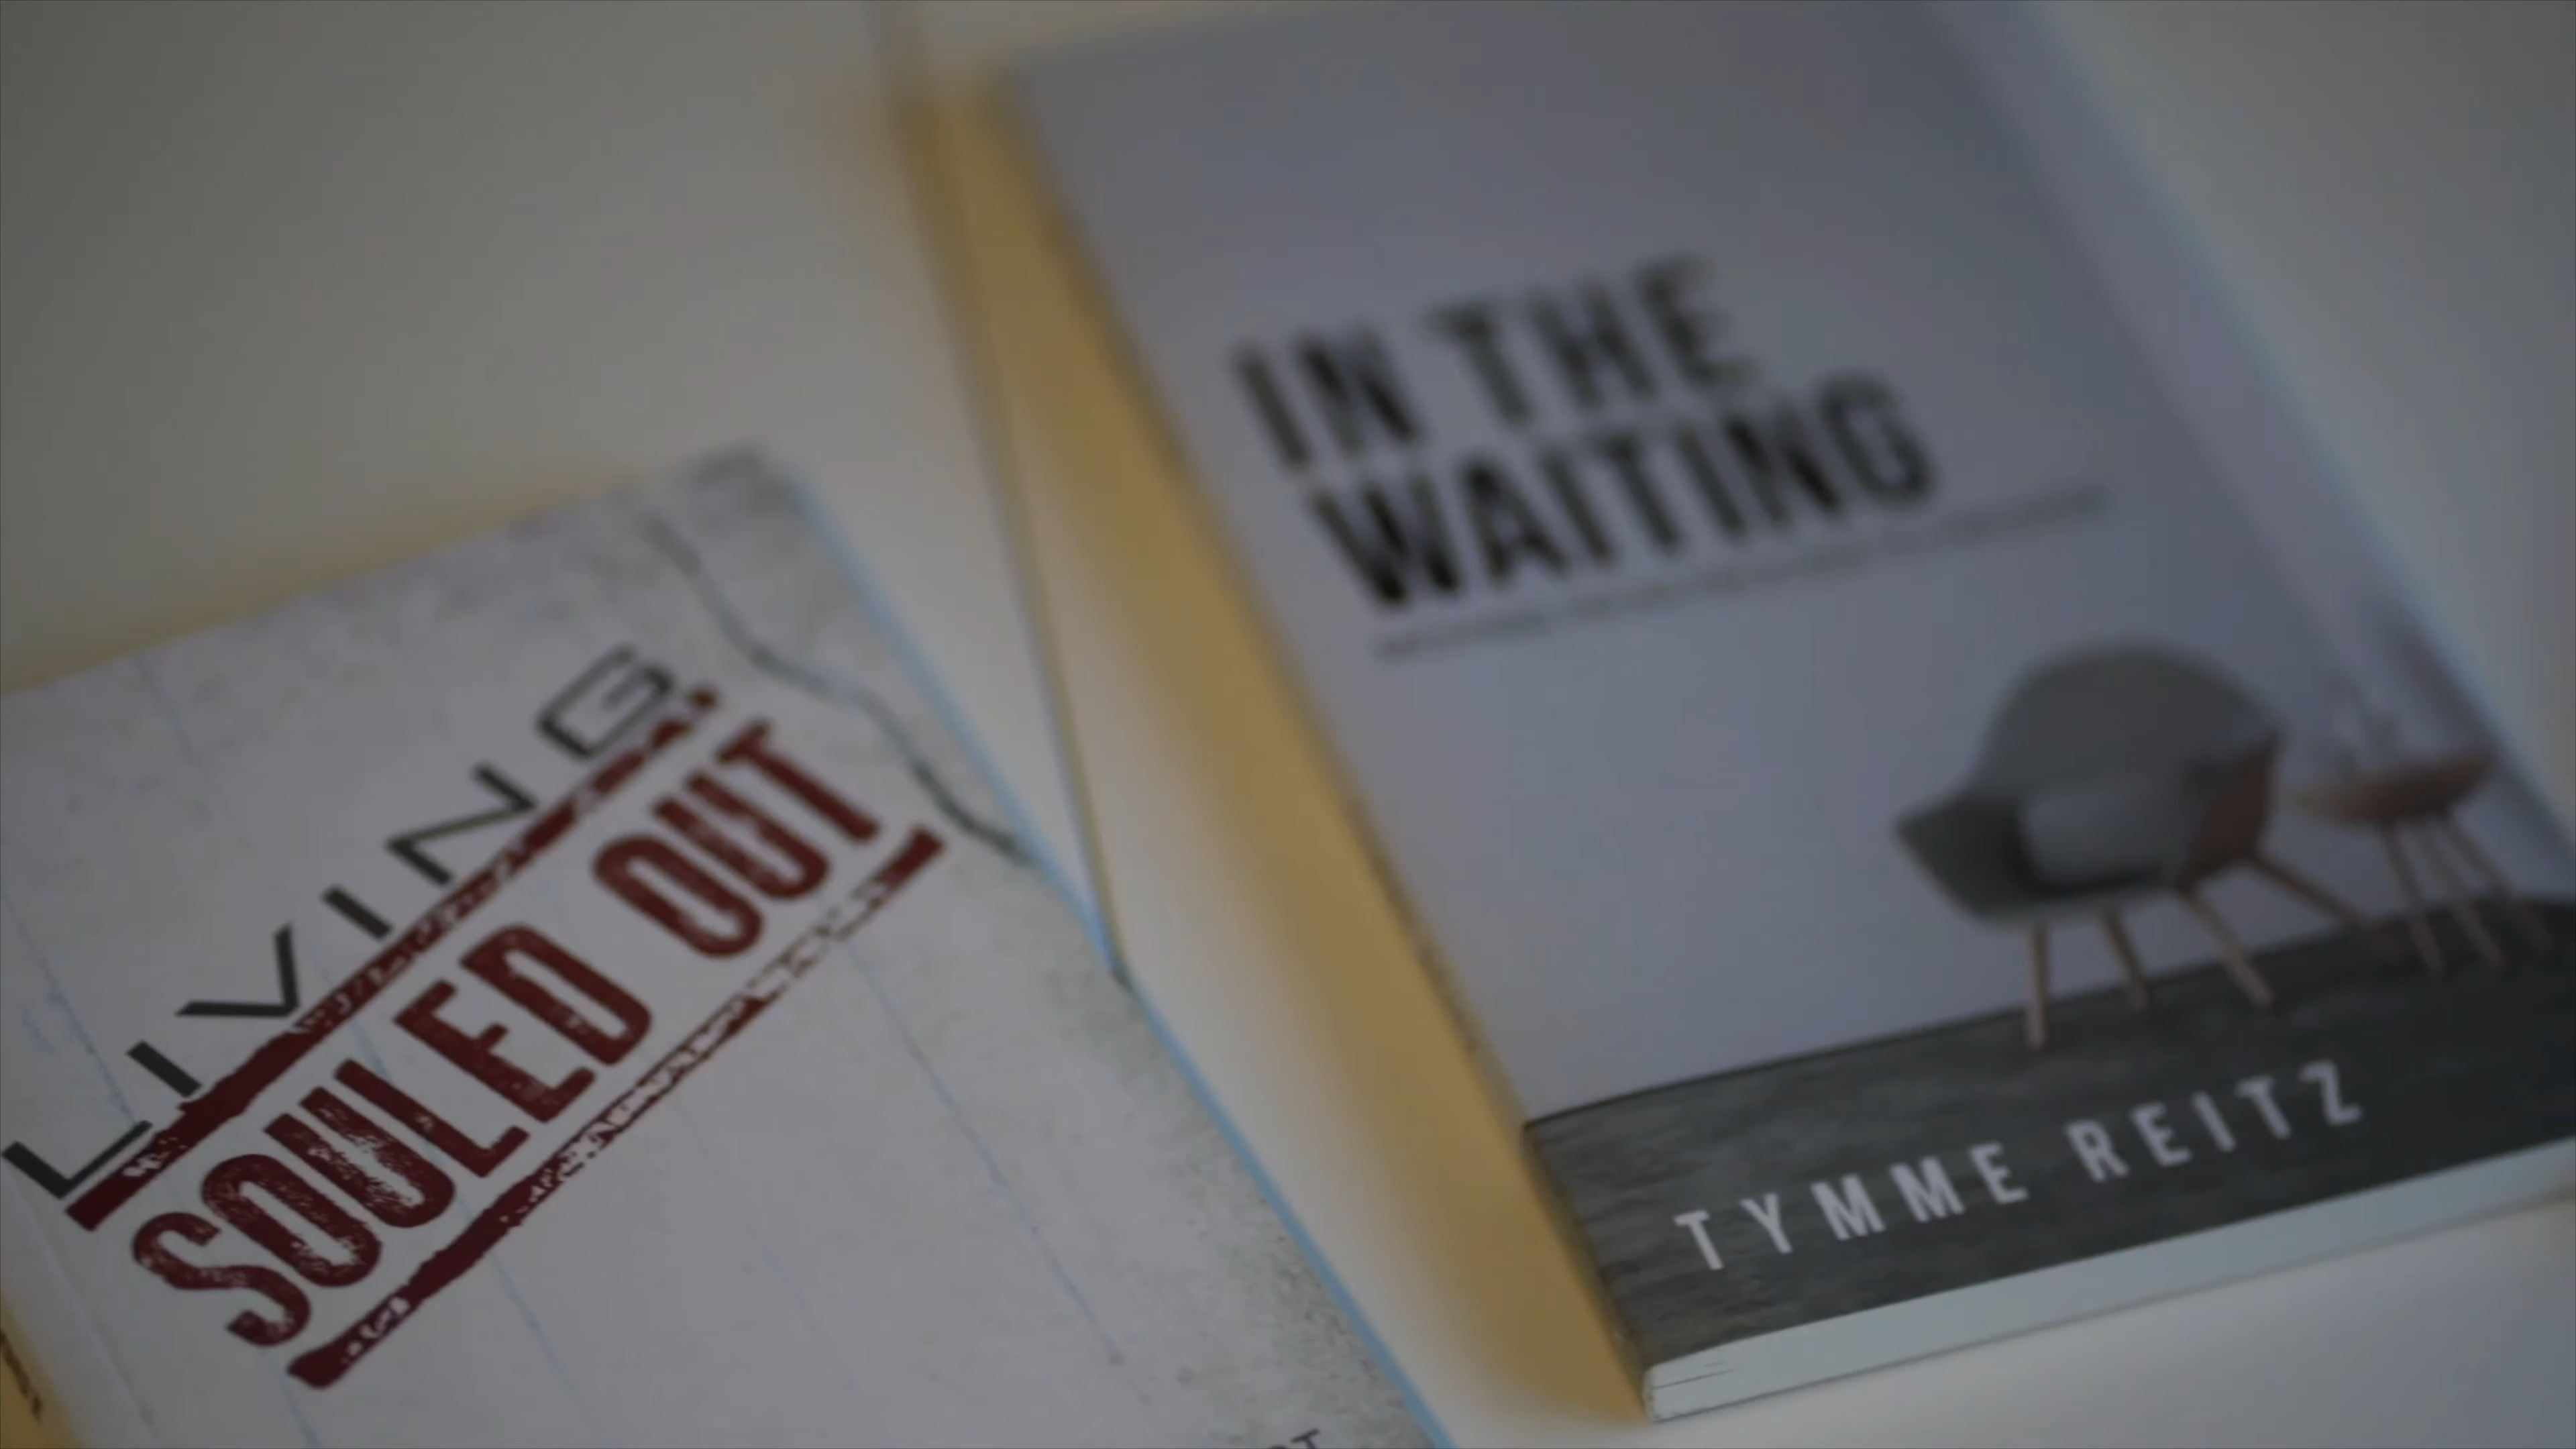 LIVING
SOULED OUT
IN THE
WAITING
TYMME REITZ